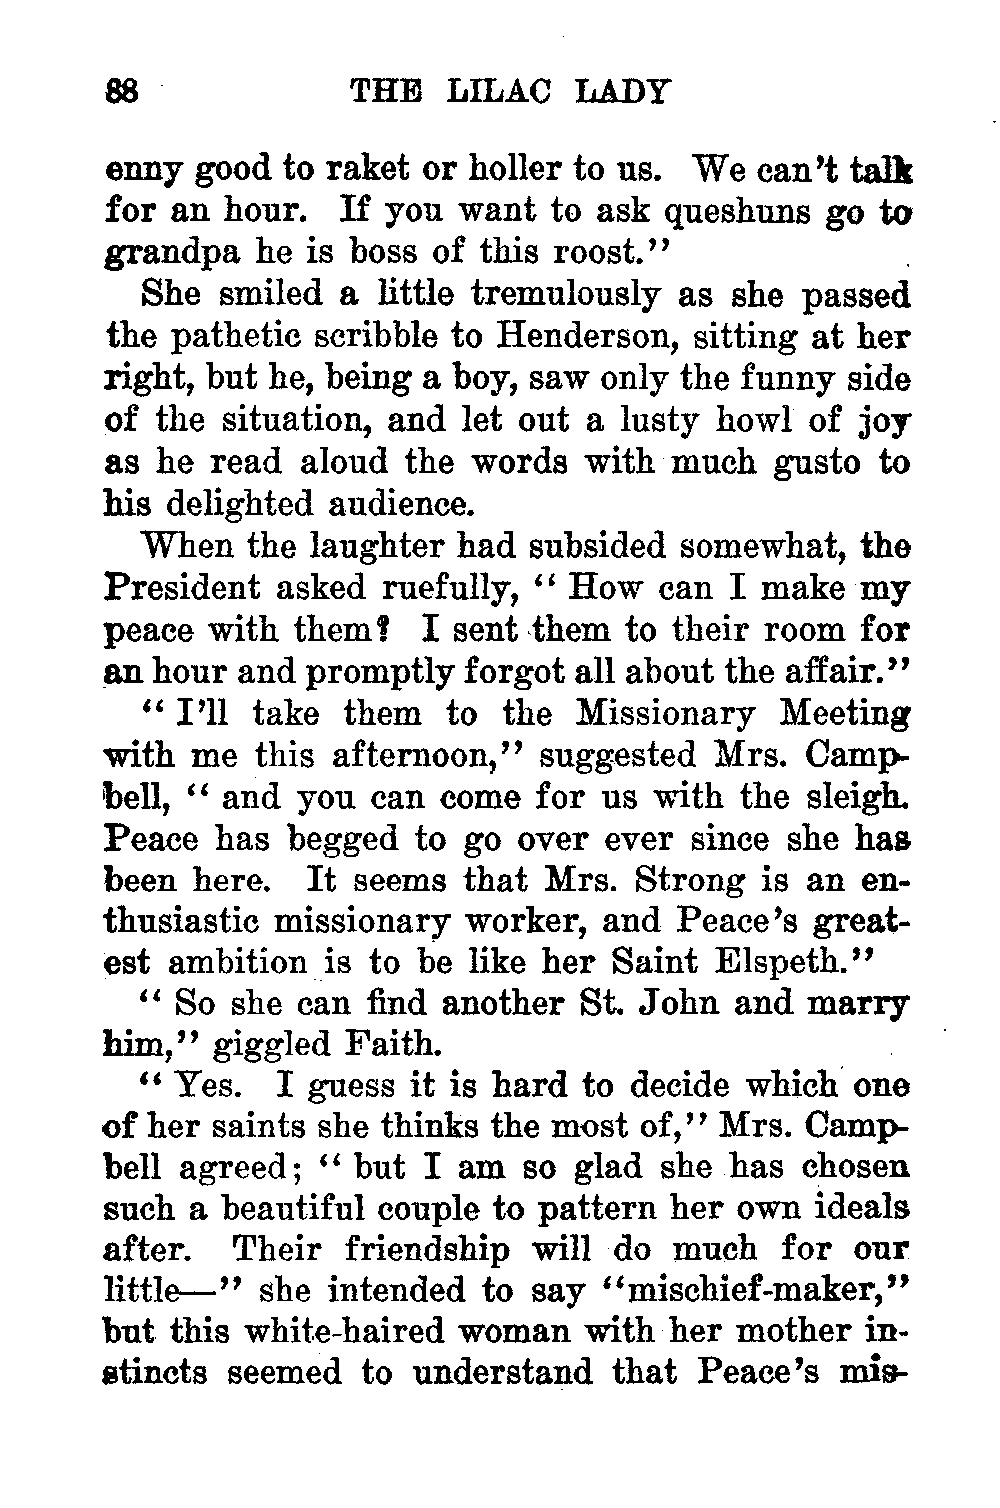 88 THE LILAC LADY
enny good to raket or holler to us. We can't talk
for an hour. If you want to ask queshuns go to
grandpa he is boss of this roost."
She smiled a little tremulously as she passed
the pathetic scribble to Henderson, sitting at her
right, but he, being a boy, saw only the funny side
of the situation, and let out a lusty howl of joy
as he read aloud the words with much gusto to
his delighted audience.
When the laughter had subsided somewhat, the
President asked ruefully, " How can I make my
peace with them? I sent them to their room for
an hour and promptly forgot all about the affair."
" I'll take them to the Missionary Meeting
with me this afternoon," suggested Mrs. Camp-
bell, " and you can come for us with the sleigh.
Peace has begged to go over ever since she has
been here. It seems that Mrs. Strong is an en-
thusiastic missionary worker, and Peace's great-
est ambition is to be like her Saint Elspeth."
" So she can find another St. John and marry
him," giggled Faith.
" Yes. I guess it is hard to decide which one
of her saints she thinks the most of," Mrs. Camp-
bell agreed; " but I am so glad she has chosen
such a beautiful couple to pattern her own ideals
after. Their friendship will do much for our
little—" she intended to say "mischief-maker,"
but this white-haired woman with her mother in-
stincts seemed to understand that Peace's mis-